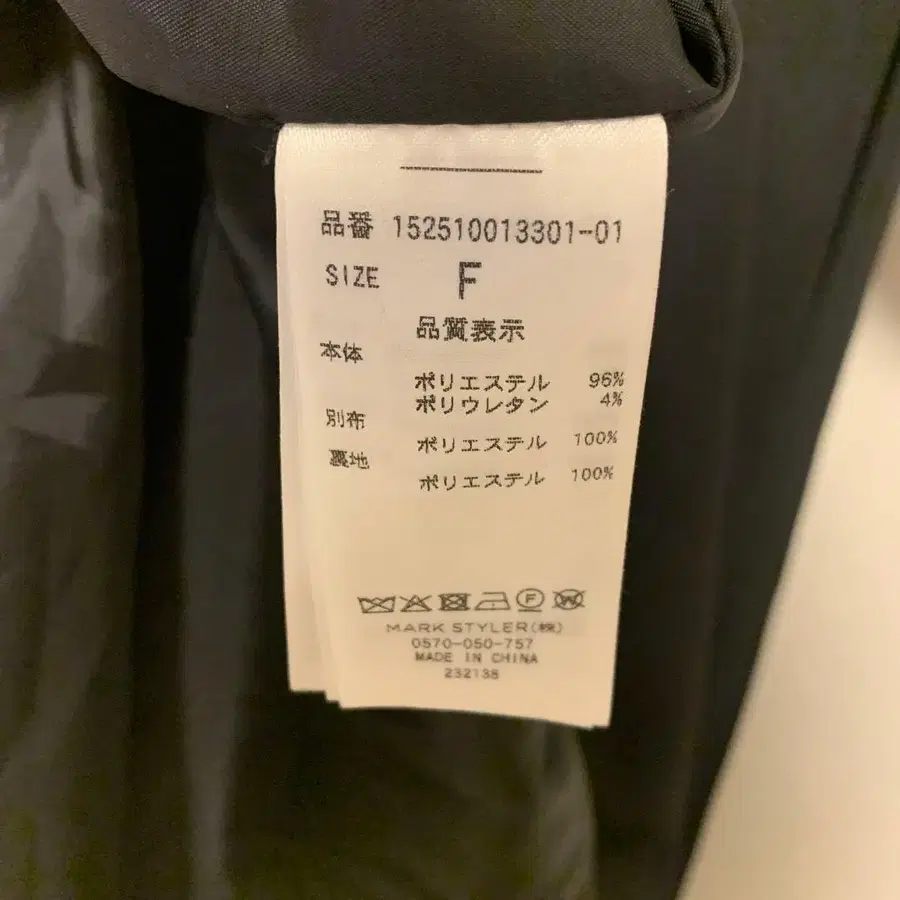 品番 152510013301-01
SIZE F
品質表示
本体
ポリエステル 96%
ポリウレタン 4%
別布
ポリエステル 100%
裏地
ポリエステル 100%
F W
MARK STYLER(株)
0570-050-757
MADE IN CHINA
232138